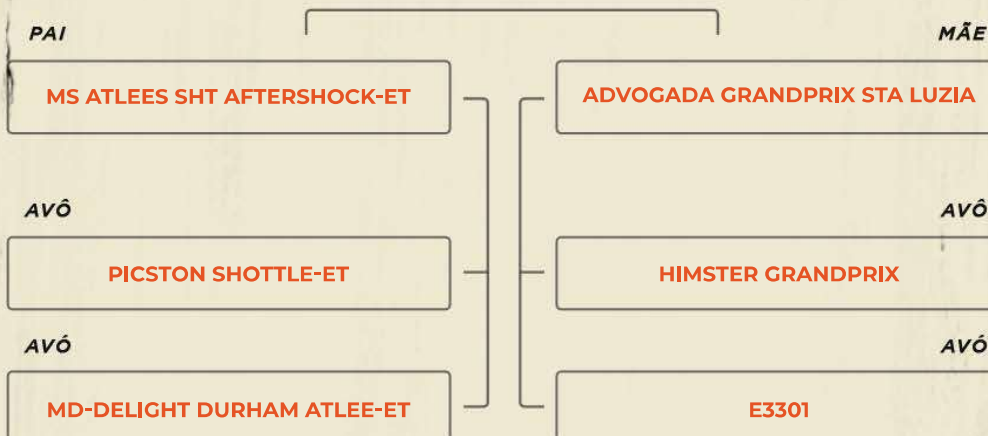 PAI
MÃE
MS ATLEES SHT AFTERSHOCK-ET
ADVOGADA GRANDPRIX STA LUZIA
AVÔ
AVÔ
PICSTON SHOTTLE-ET
HIMSTER GRANDPRIX
AVÓ
AVÓ
MD-DELIGHT DURHAM ATLEE-ET
E3301